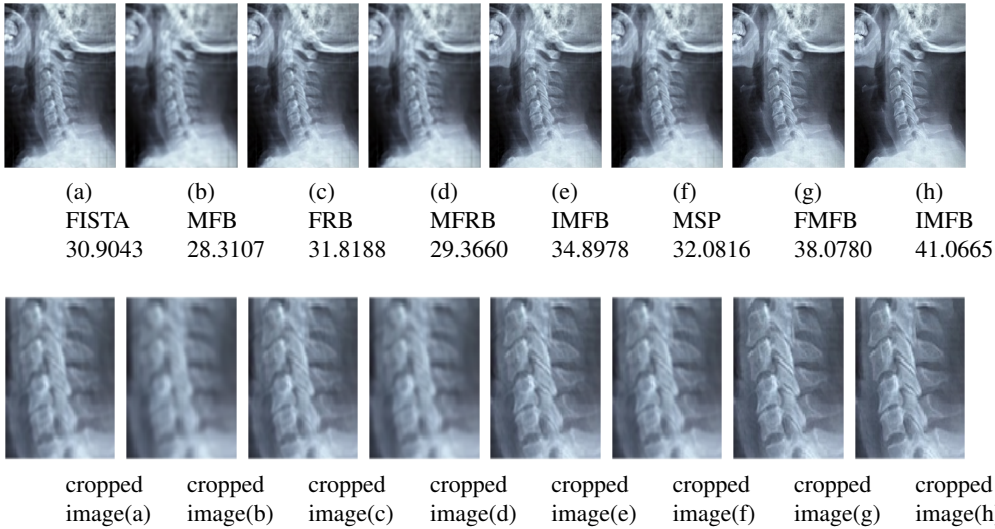 (a) (b) (c) (d) (e) (f) (g) (h)
FISTA MFB FRB MFRB IMFB MSP FMFB IMFB
30.9043 28.3107 31.8188 29.3660 34.8978 32.0816 38.0780 41.0665
cropped cropped cropped cropped cropped cropped cropped cropped
image(a) image(b) image(c) image(d) image(e) image(f) image(g) image(h